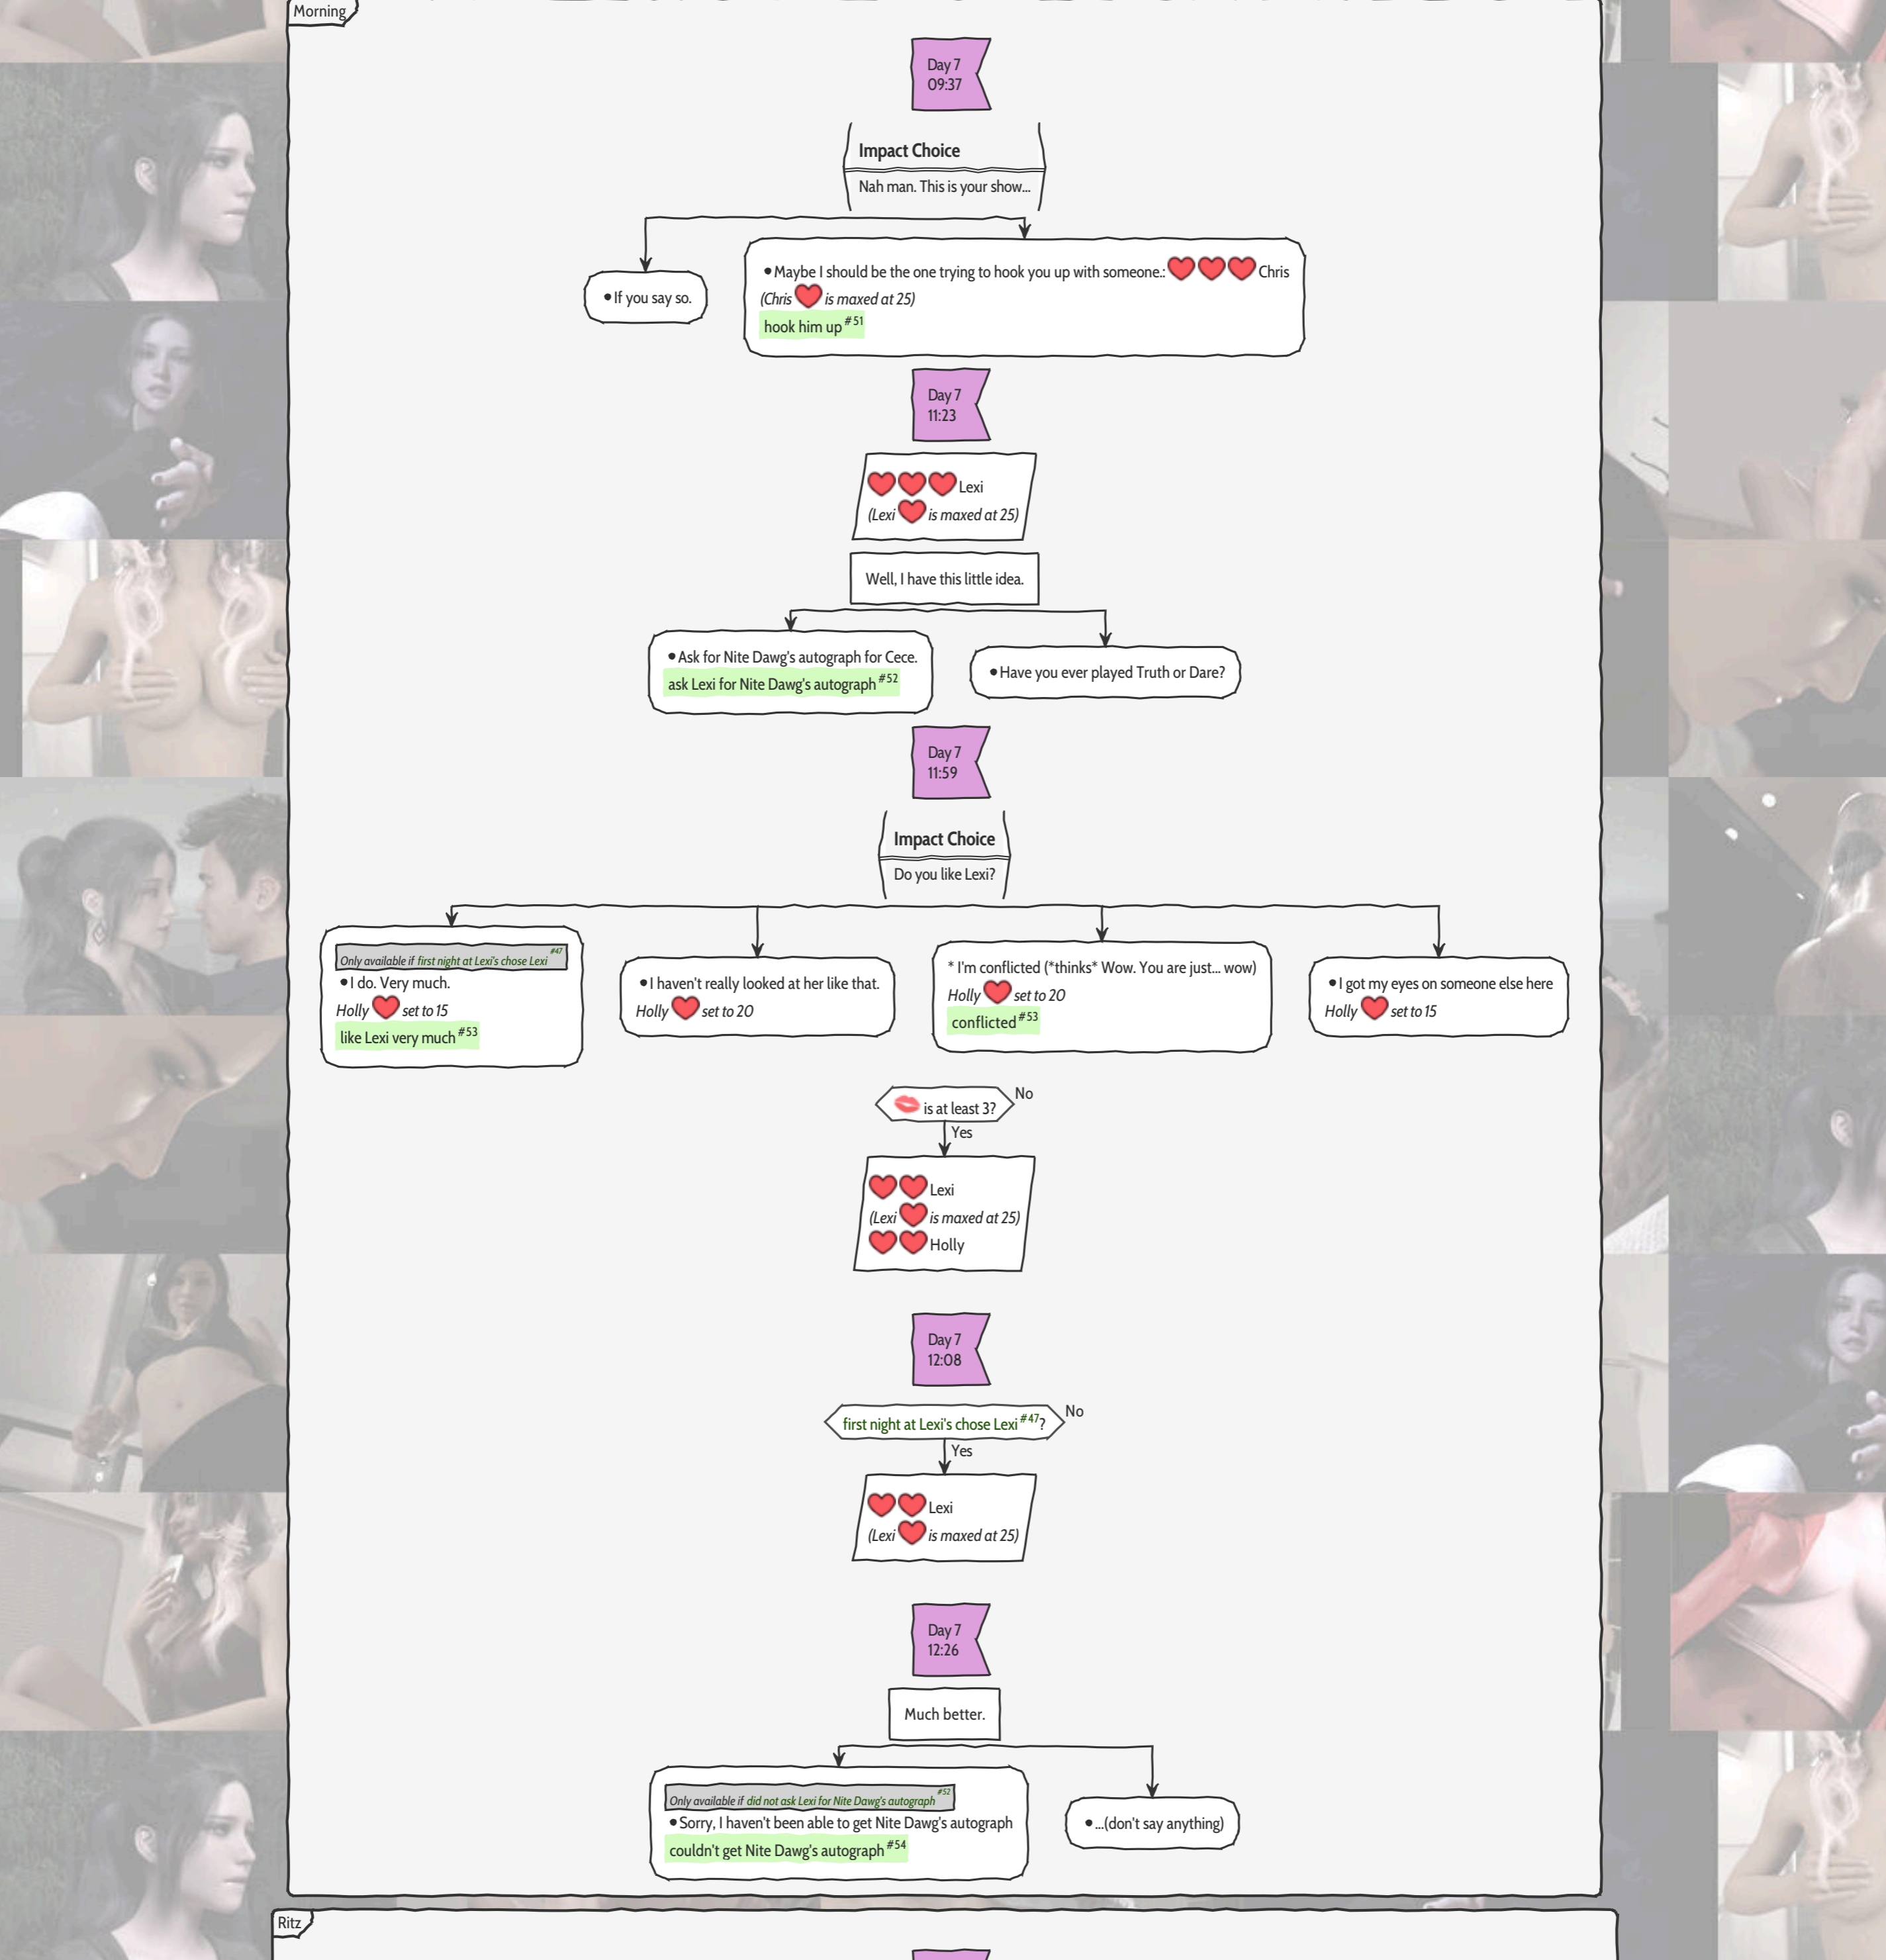 Morning
Day 7
09:37
Impact Choice
Nah man. This is your show...
•If you say so.
•Maybe I should be the one trying to hook you up with someone.: ❤❤❤ Chris
(Chris ❤ is maxed at 25)
hook him up #51
Day 7
11:23
❤❤❤ Lexi
(Lexi ❤ is maxed at 25)
Well, I have this little idea.
•Ask for Nite Dawg's autograph for Cece.
ask Lexi for Nite Dawg's autograph #52
•Have you ever played Truth or Dare?
Day 7
11:59
Impact Choice
Do you like Lexi?
Only available if first night at Lexi's chose Lexi #47
•I do. Very much.
Holly ❤ set to 15
like Lexi very much #53
•I haven't really looked at her like that.
Holly ❤ set to 20
* I'm conflicted (*thinks* Wow. You are just... wow)
Holly ❤ set to 20
conflicted #53
•I got my eyes on someone else here
Holly ❤ set to 15
💋 is at least 3?
No
Yes
❤❤ Lexi
(Lexi ❤ is maxed at 25)
❤❤ Holly
Day 7
12:08
first night at Lexi's chose Lexi #47?
No
Yes
❤❤ Lexi
(Lexi ❤ is maxed at 25)
Day 7
12:26
Much better.
Only available if did not ask Lexi for Nite Dawg's autograph #52
•Sorry, I haven't been able to get Nite Dawg's autograph
couldn't get Nite Dawg's autograph #54
•...(don't say anything)
Ritz